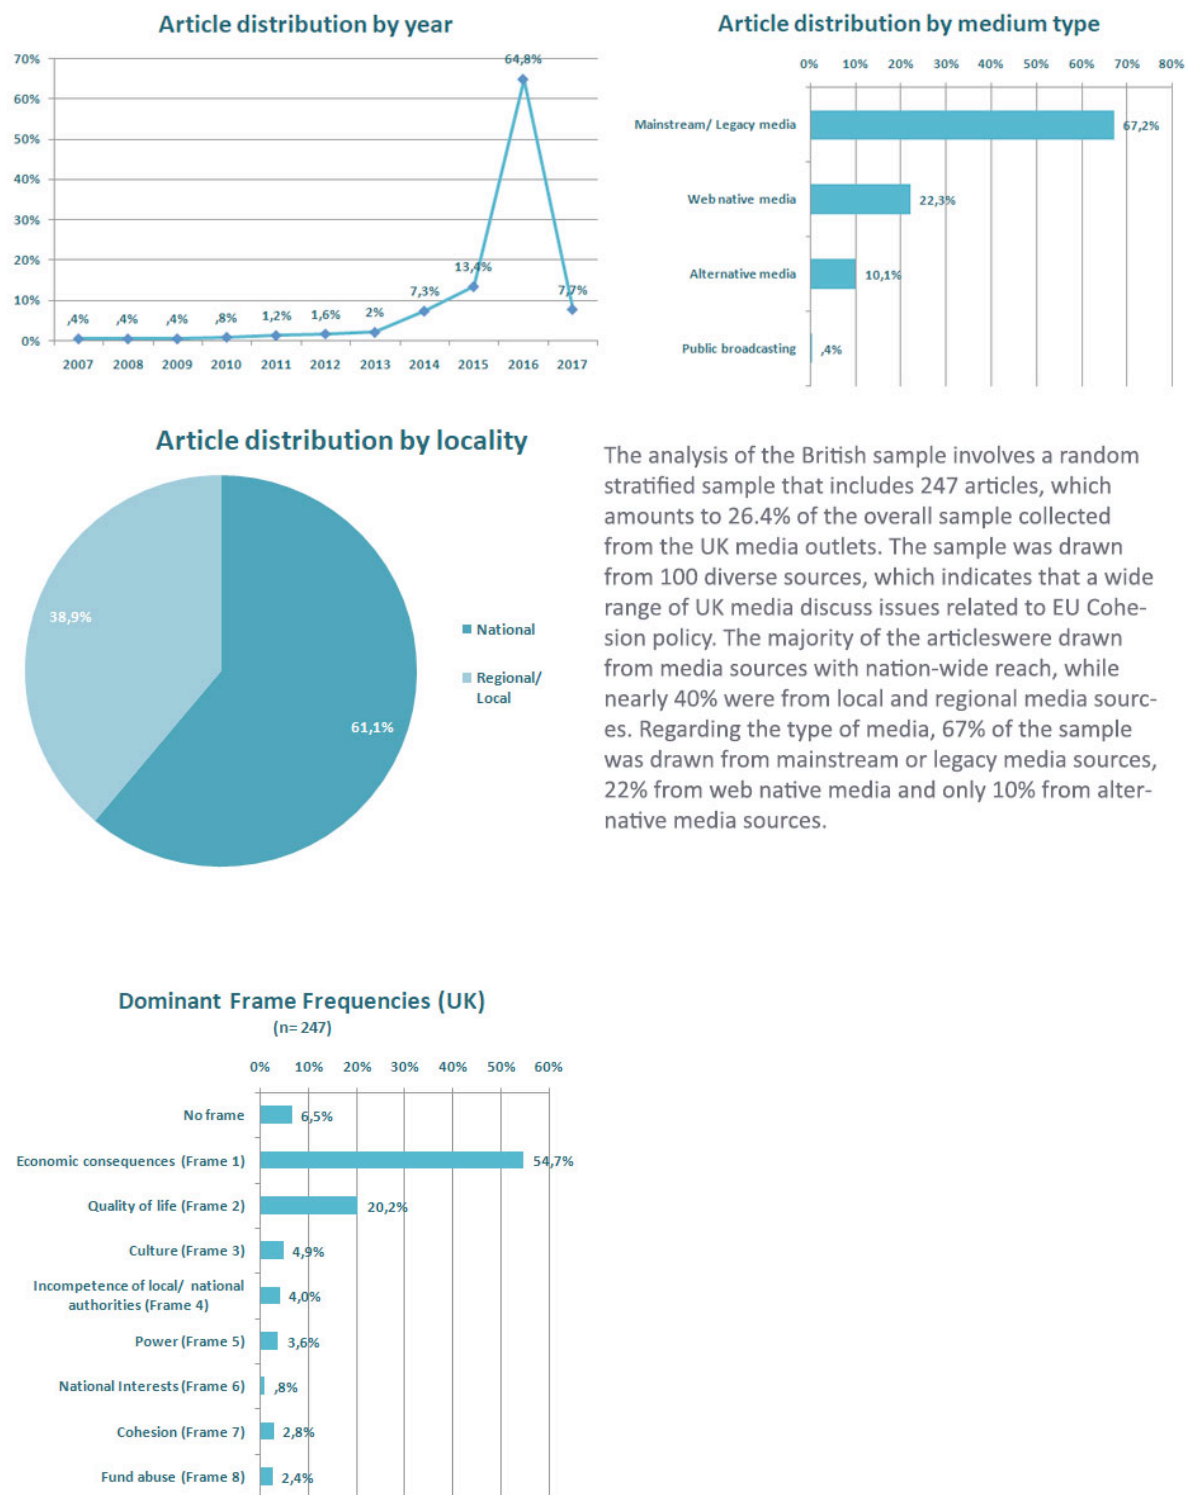 Article distribution by year
70%
60%
50%
40%
30%
20%
10%
0%
,4%
,4%
,4%
,8%
1,2%
1,6%
2%
7,3%
13,4%
64,8%
7,7%
2007 2008 2009 2010 2011 2012 2013 2014 2015 2016 2017
Article distribution by medium type
0% 10% 20% 30% 40% 50% 60% 70% 80%
Mainstream/ Legacy media 67,2%
Web native media 22,3%
Alternative media 10,1%
Public broadcasting ,4%
Article distribution by locality
38,9%
61,1%
National
Regional/
Local
The analysis of the British sample involves a random
stratified sample that includes 247 articles, which
amounts to 26.4% of the overall sample collected
from the UK media outlets. The sample was drawn
from 100 diverse sources, which indicates that a wide
range of UK media discuss issues related to EU Cohe-
sion policy. The majority of the articleswere drawn
from media sources with nation-wide reach, while
nearly 40% were from local and regional media sourc-
es. Regarding the type of media, 67% of the sample
was drawn from mainstream or legacy media sources,
22% from web native media and only 10% from alter-
native media sources.
Dominant Frame Frequencies (UK)
(n= 247)
0% 10% 20% 30% 40% 50% 60%
No frame 6,5%
Economic consequences (Frame 1) 54,7%
Quality of life (Frame 2) 20,2%
Culture (Frame 3) 4,9%
Incompetence of local/ national
authorities (Frame 4) 4,0%
Power (Frame 5) 3,6%
National Interests (Frame 6) ,8%
Cohesion (Frame 7) 2,8%
Fund abuse (Frame 8) 2,4%